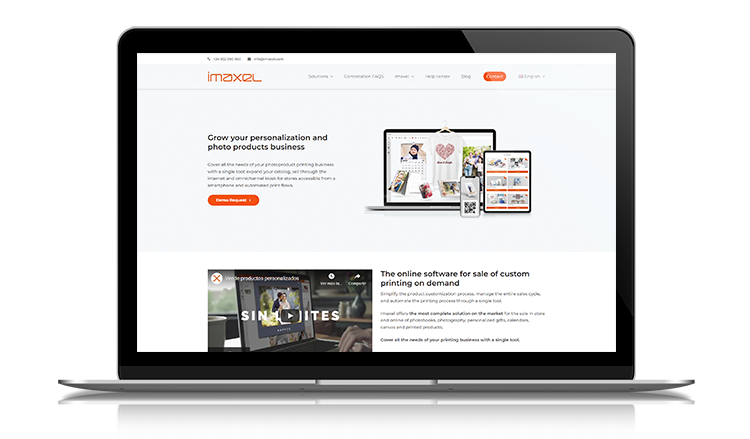 info@imaxel.com
imaxel
Solutions
Connection FAQS
Imaxel
Help center
Blog
Contact
English
Grow your personalization and
photo products business
Cover all the needs of your photoproduct printing business
with a single tool: expand your catalog, sell through the
internet and omnichannel kiosk for stores accessible from a
smartphone and automated print flows.
Demo Request
Vende productos personalizados
Ver más ta...
Compartir
SIN
ITES
The online software for sale of custom
printing on demand
Simplify the product customization process, manage the entire sales cycle,
and automate the printing process through a single tool.
Imaxel offers the most complete solution on the market for the sale in store
and online of photobooks, photography, personalized gifts, calendars,
canvas and printed products.
Cover all the needs of your printing business with a single tool.